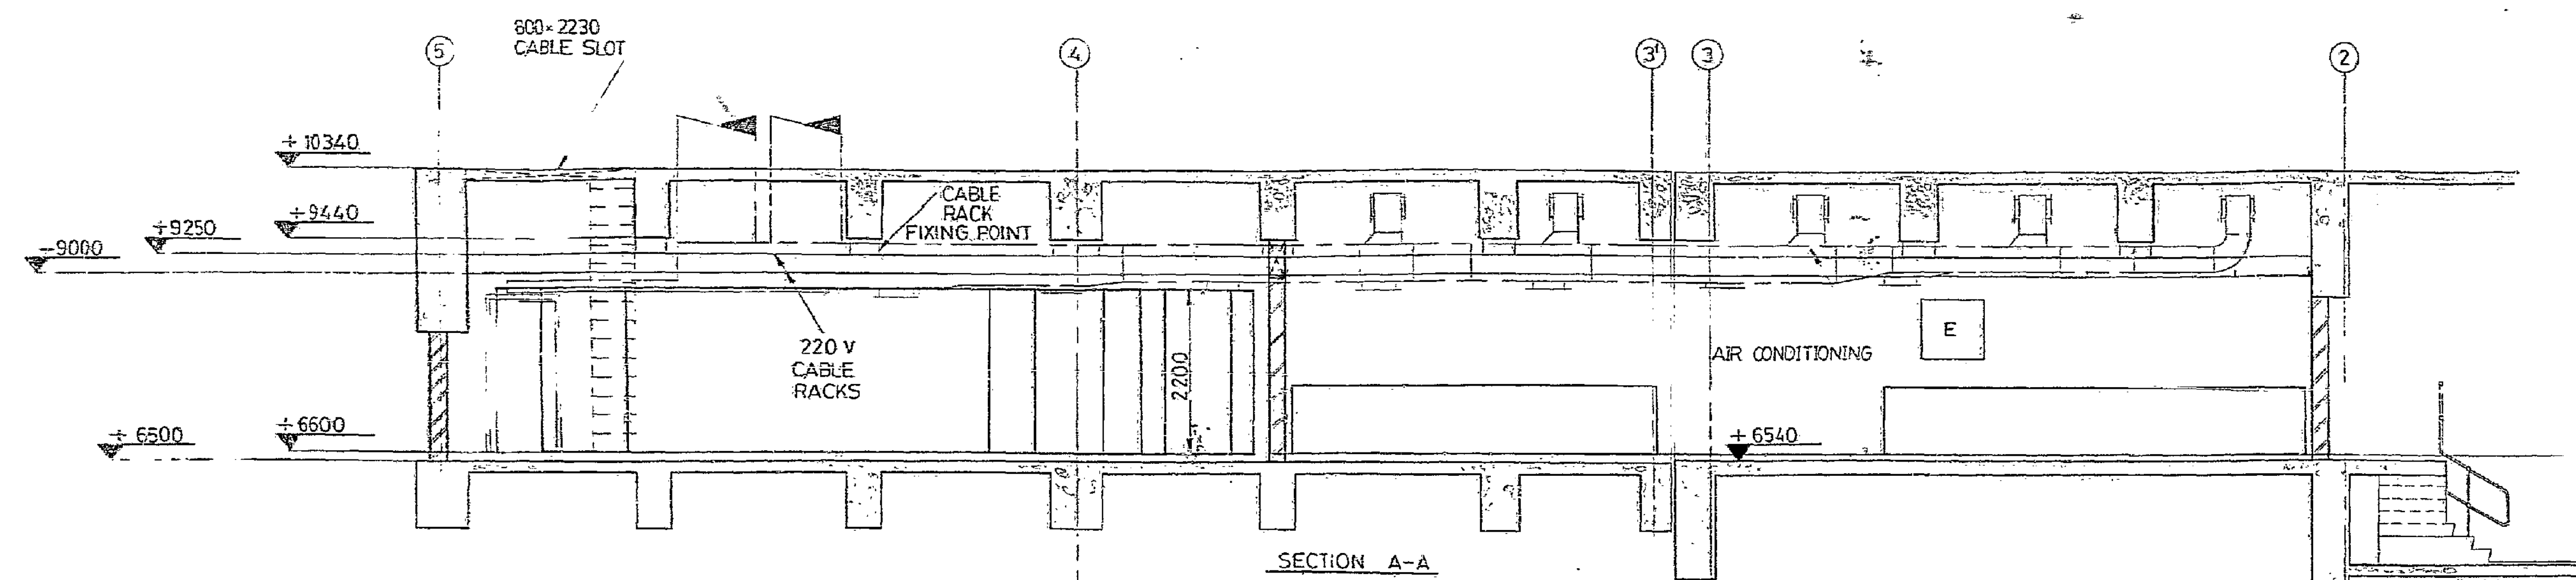 800×2230
CABLE SLOT
5
4
3'
3
2
+ 10340
+9440
+9250
+9000
CABLE
RACK
FIXING POINT
220 V
CABLE
RACKS
2200
AIR CONDITIONING
E
+ 6600
+ 6500
+ 6540
SECTION A-A